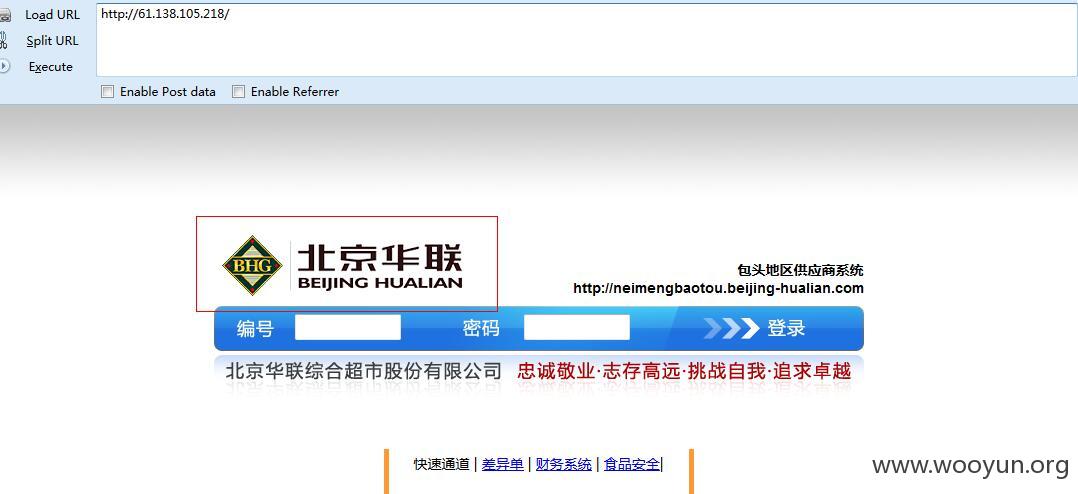 Load URL
http://61.138.105.218/
Split URL
Execute
Enable Post data
Enable Referrer
BHG
北京华联
BEIJING HUALIAN
包头地区供应商系统
http://neimengbaotou.beijing-hualian.com
编号 密码 登录
北京华联综合超市股份有限公司 忠诚敬业·志存高远·挑战自我·追求卓越
快速通道 | 差异单 | 财务系统 | 食品安全|
www.wooyun.org